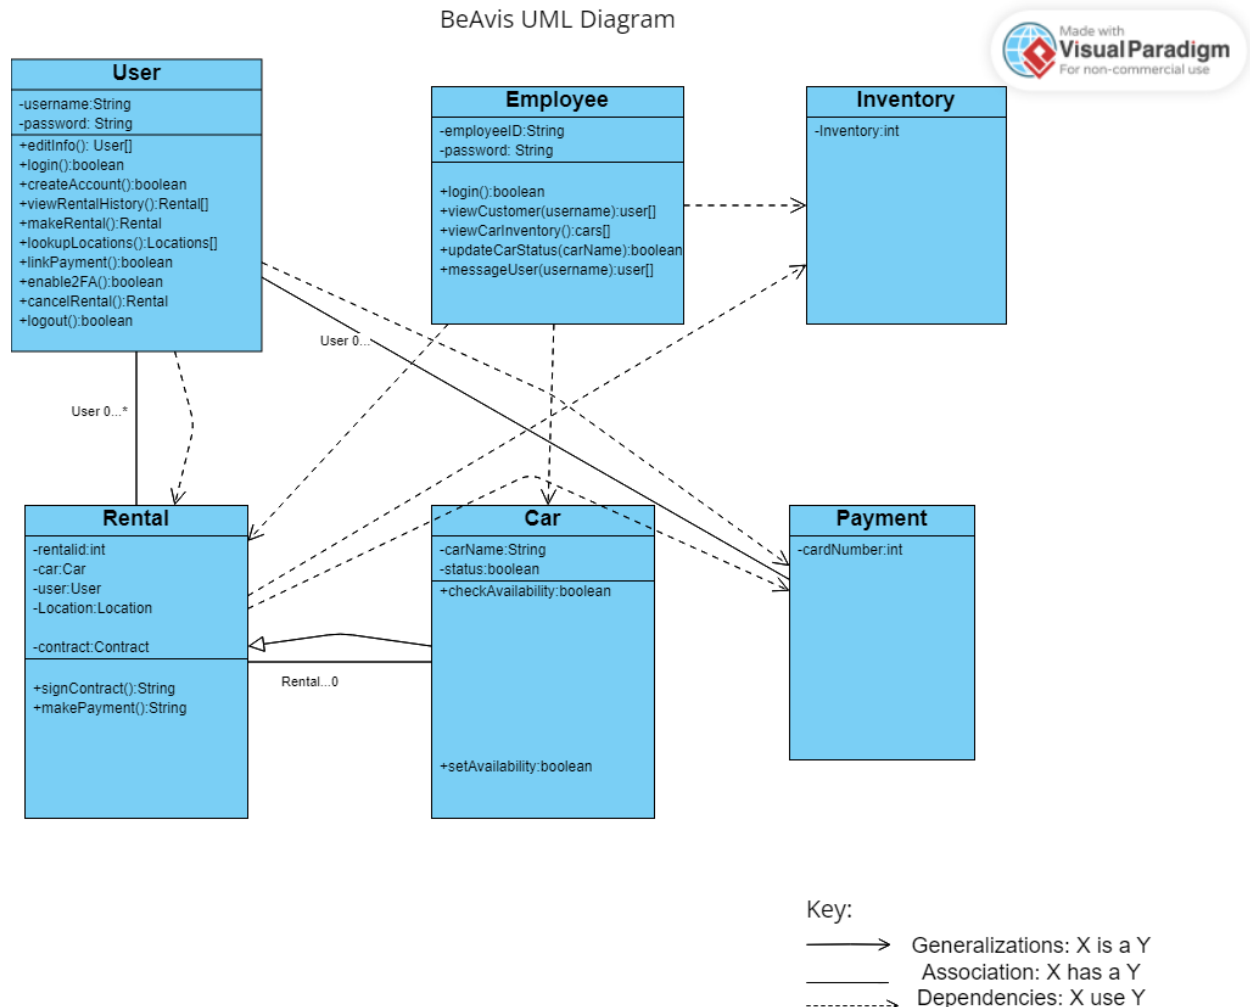 BeAvis UML Diagram
Made with
Visual Paradigm
For non-commercial use
User
-username:String
-password: String
+editInfo(): User[]
+login():boolean
+createAccount():boolean
+viewRentalHistory():Rental[]
+makeRental():Rental
+lookupLocations():Locations[]
+linkPayment():boolean
+enable2FA():boolean
+cancelRental():Rental
+logout():boolean
Employee
-employeeID:String
-password: String
+login():boolean
+viewCustomer(username):user[]
+viewCarInventory():cars[]
+updateCarStatus(carName):boolean
+messageUser(username):user[]
Inventory
-Inventory:int
User 0...
User 0...*
Rental
-rentalid:int
-car:Car
-user:User
-Location:Location
-contract:Contract
+signContract():String
+makePayment():String
Rental...0
Car
-carName:String
-status:boolean
+checkAvailability:boolean
+setAvailability:boolean
Payment
-cardNumber:int
Key:
Generalizations: X is a Y
Association: X has a Y
Dependencies: X use Y